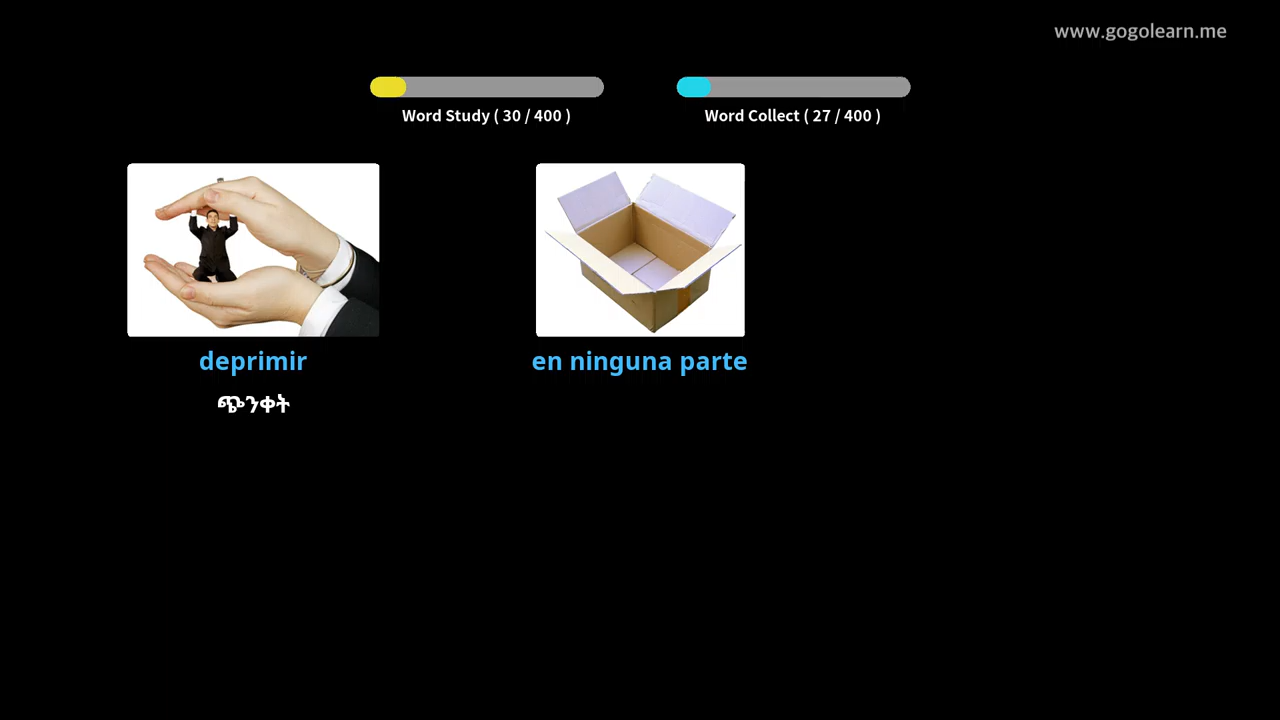 www.gogolearn.me
Word Study ( 30 / 400 )
Word Collect ( 27 / 400 )
deprimir
en ninguna parte
ጭንቀት